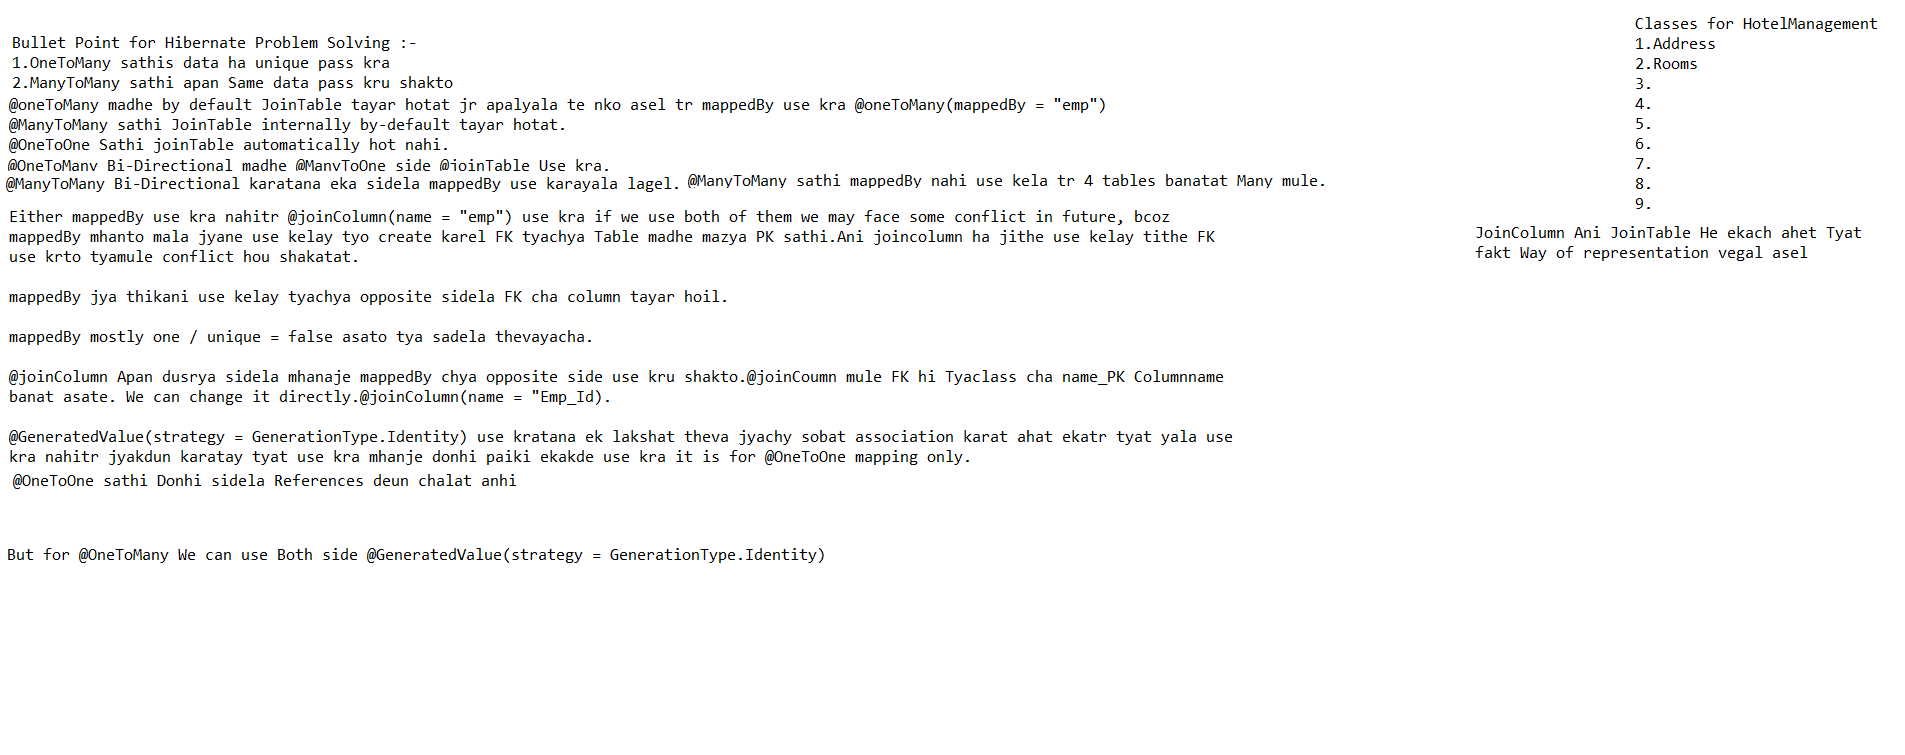 Bullet Point for Hibernate Problem Solving :-
1.OneToMany sathis data ha unique pass kra
2.ManyToMany sathi apan Same data pass kru shakto
@oneToMany madhe by default JoinTable tayar hotat jr apalyala te nko asel tr mappedBy use kra @oneToMany(mappedBy = "emp")
@ManyToMany sathi JoinTable internally by-default tayar hotat.
@OneToOne Sathi joinTable automatically hot nahi.
@OneToMany Bi-Directional madhe @ManyToOne side @joinTable Use kra.
@ManyToMany Bi-Directional karatana eka sidela mappedBy use karayala lagel. @ManyToMany sathi mappedBy nahi use kela tr 4 tables banatat Many mule.
Either mappedBy use kra nahitr @joinColumn(name = "emp") use kra if we use both of them we may face some conflict in future, bcoz
mappedBy mhanto mala jyane use kelay tyo create karel FK tyachya Table madhe mazya PK sathi.Ani joincolumn ha jithe use kelay tithe FK
use krto tyamule conflict hou shakatat.
mappedBy jya thikani use kelay tyachya opposite sidela FK cha column tayar hoil.
mappedBy mostly one / unique = false asato tya sadela thevayacha.
@joinColumn Apan dusrya sidela mhanaje mappedBy chya opposite side use kru shakto.@joinCoumn mule FK hi Tyaclass cha name_PK Columnname
banat asate. We can change it directly.@joinColumn(name = "Emp_Id).
@GeneratedValue(strategy = GenerationType.Identity) use kratana ek lakshat theva jyachy sobat association karat ahat ekatr tyat yala use
kra nahitr jyakdun karatay tyat use kra mhanje donhi paiki ekakde use kra it is for @OneToOne mapping only.
@OneToOne sathi Donhi sidela References deun chalat anhi
But for @OneToMany We can use Both side @GeneratedValue(strategy = GenerationType.Identity)
Classes for HotelManagement
1.Address
2.Rooms
3.
4.
5.
6.
7.
8.
9.
JoinColumn Ani JoinTable He ekach ahet Tyat
fakt Way of representation vegal asel